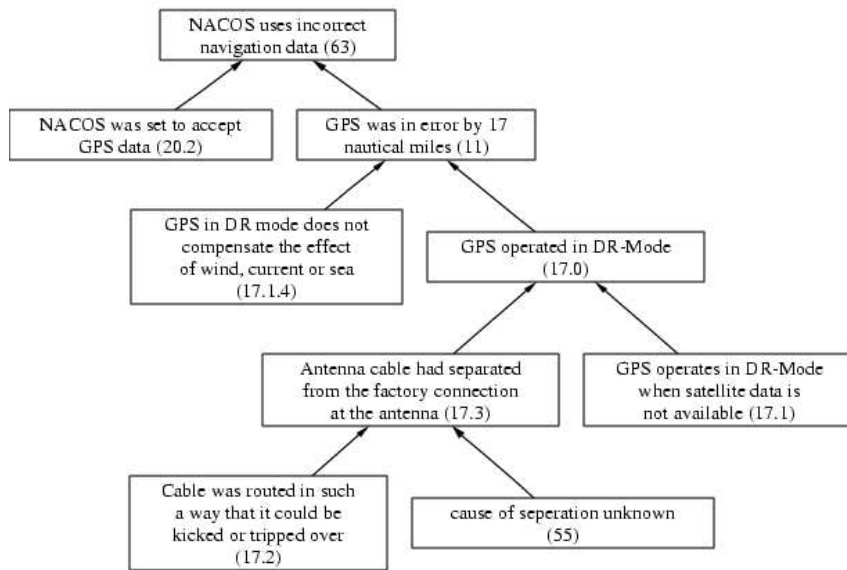 NACOS uses incorrect
navigation data (63)
NACOS was set to accept
GPS data (20.2)
GPS was in error by 17
nautical miles (11)
GPS in DR mode does not
compensate the effect
of wind, current or sea
(17.1.4)
GPS operated in DR-Mode
(17.0)
Antenna cable had separated
from the factory connection
at the antenna (17.3)
GPS operates in DR-Mode
when satellite data is
not available (17.1)
Cable was routed in such
a way that it could be
kicked or tripped over
(17.2)
cause of seperation unknown
(55)